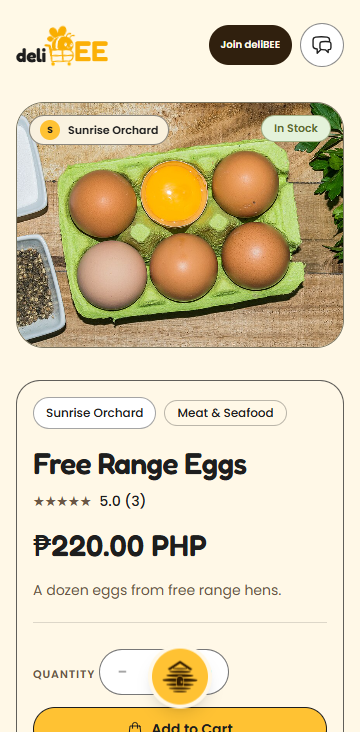 deliBEE
Join deliBEE
S Sunrise Orchard
In Stock
Sunrise Orchard
Meat & Seafood
Free Range Eggs
★★★★★ 5.0 (3)
₱220.00 PHP
A dozen eggs from free range hens.
QUANTITY −
Add to Cart